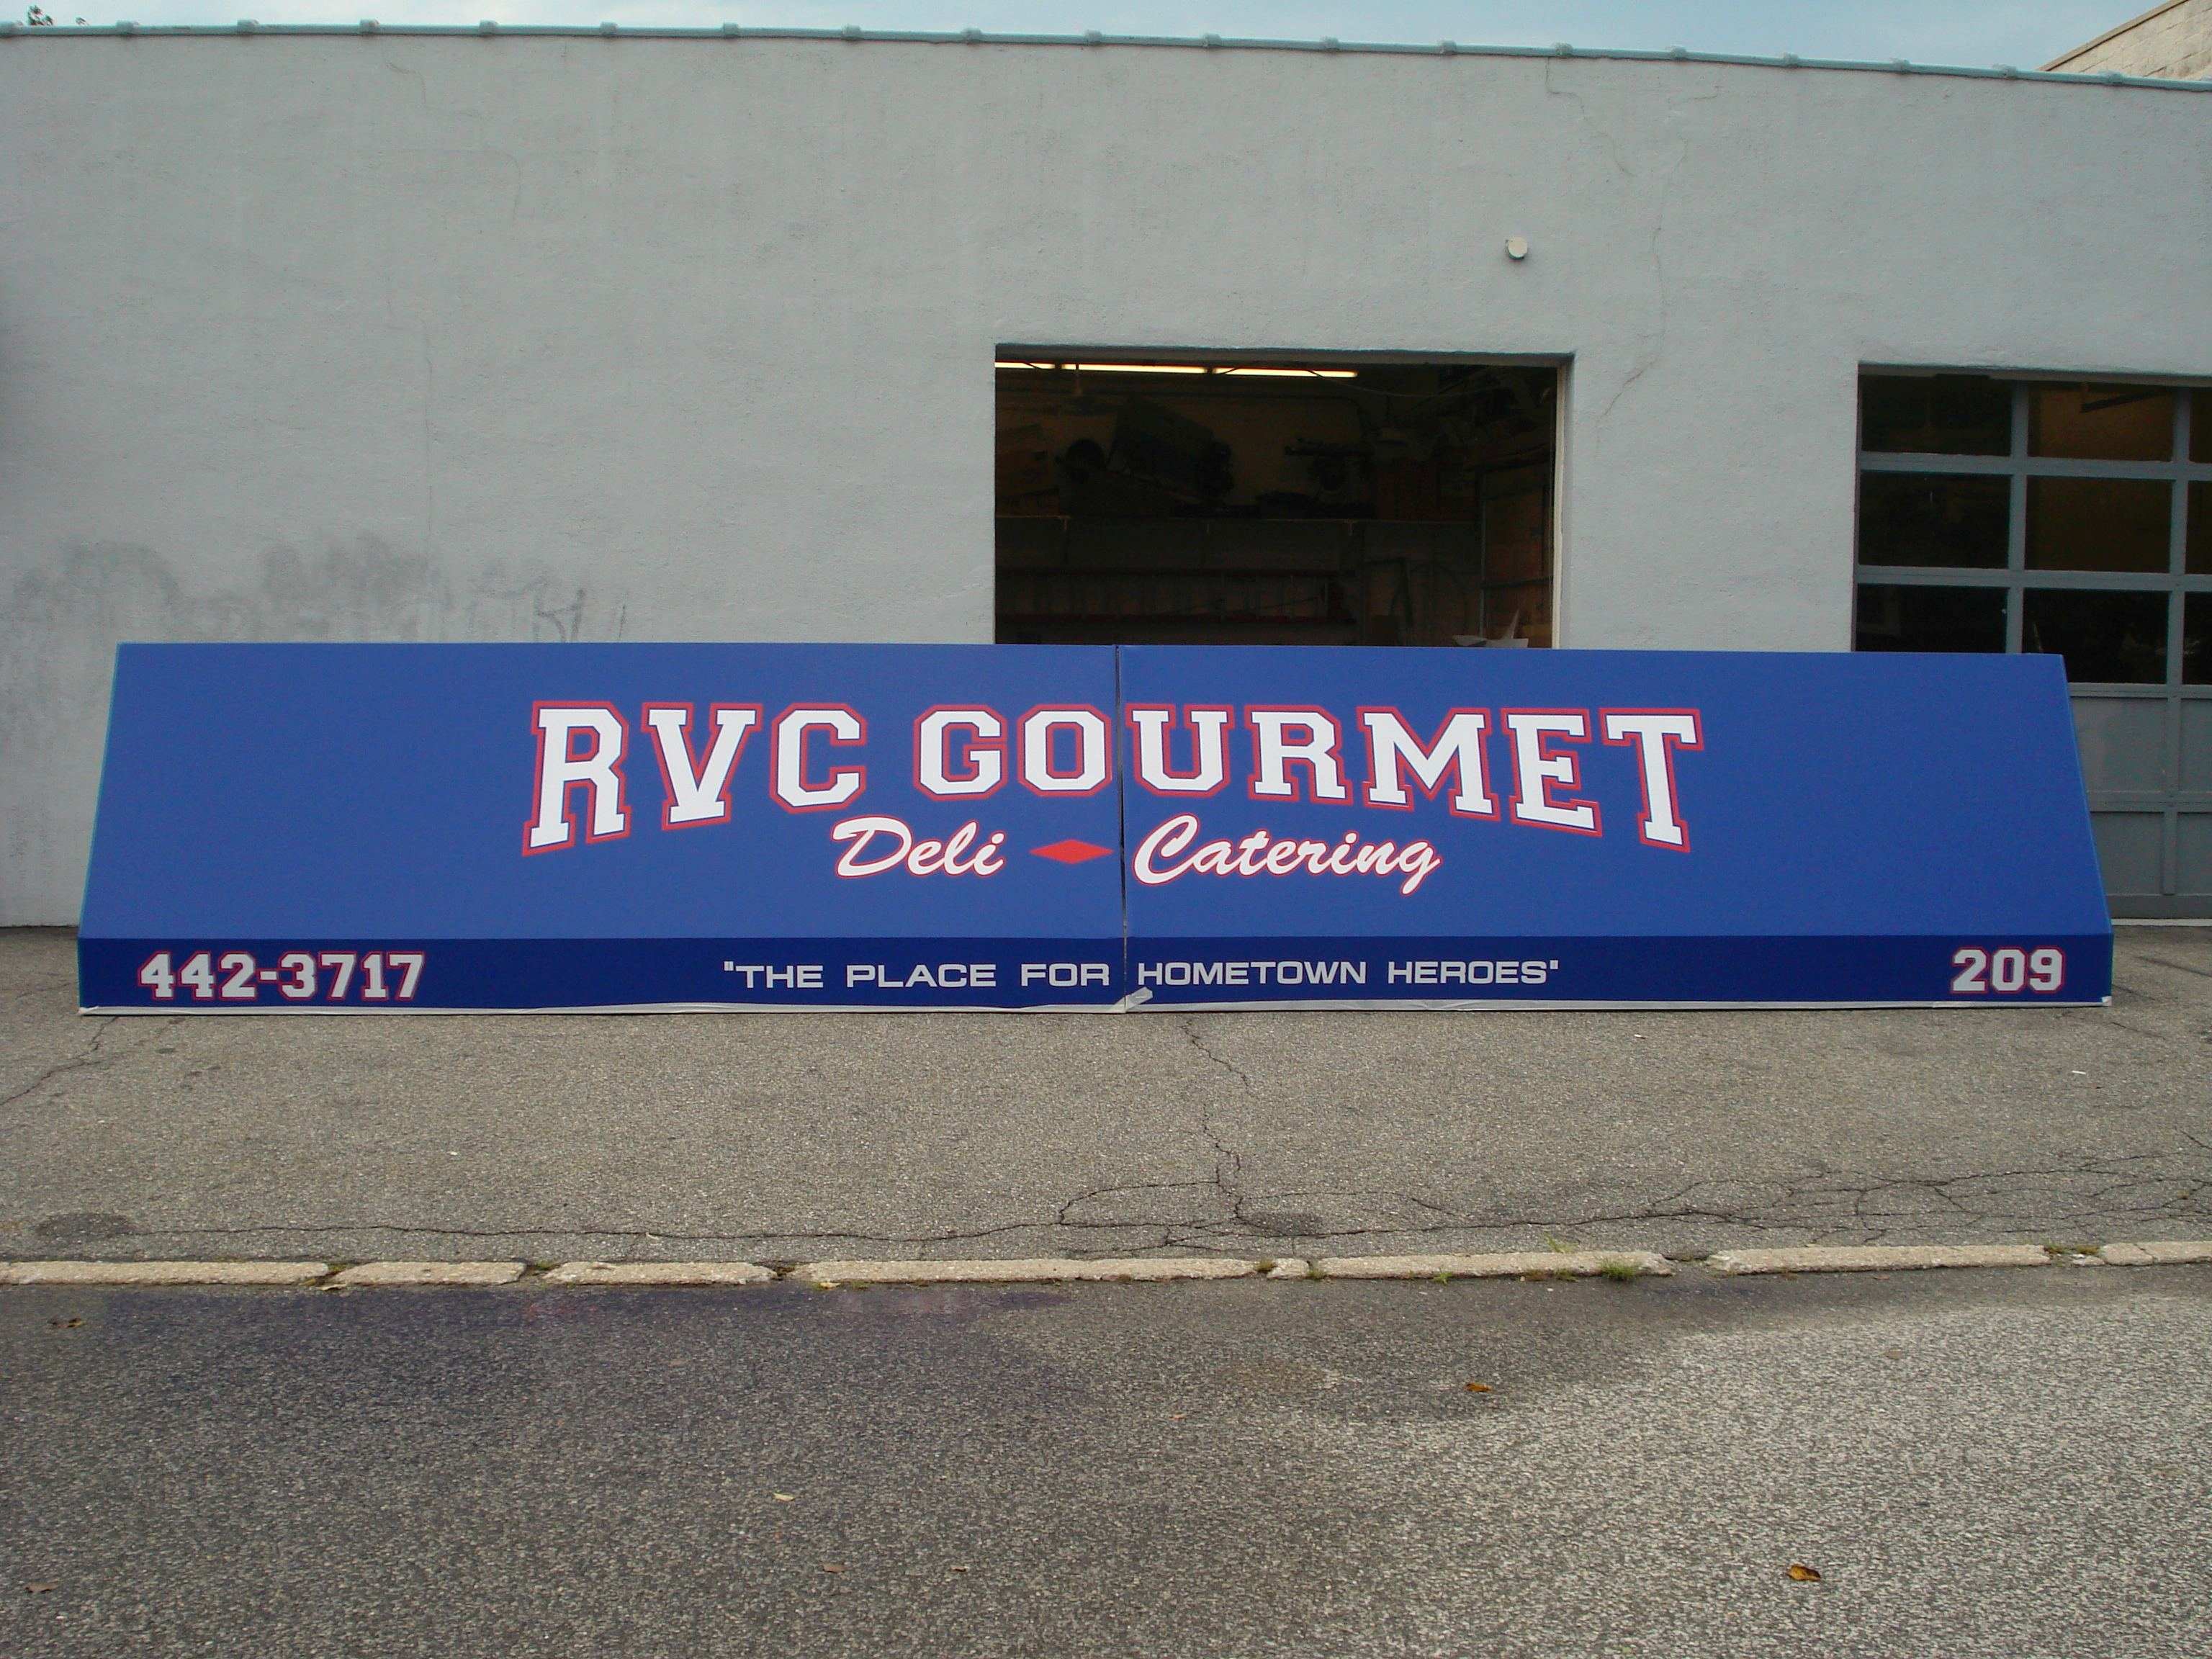 RVC GOURMET
Deli Catering
442-3717 "THE PLACE FOR HOMETOWN HEROES" 209